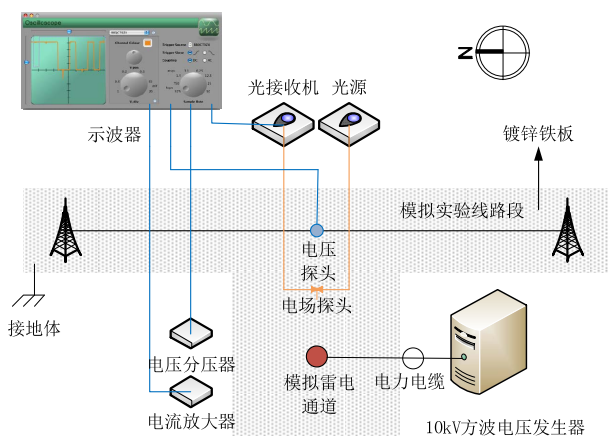 Oscilloscope
示波器
光接收机
光源
N
镀锌铁板
模拟实验线路段
电压
探头
电场探头
接地体
电压分压器
电流放大器
模拟雷电
通道
电力电缆
10kV方波电压发生器